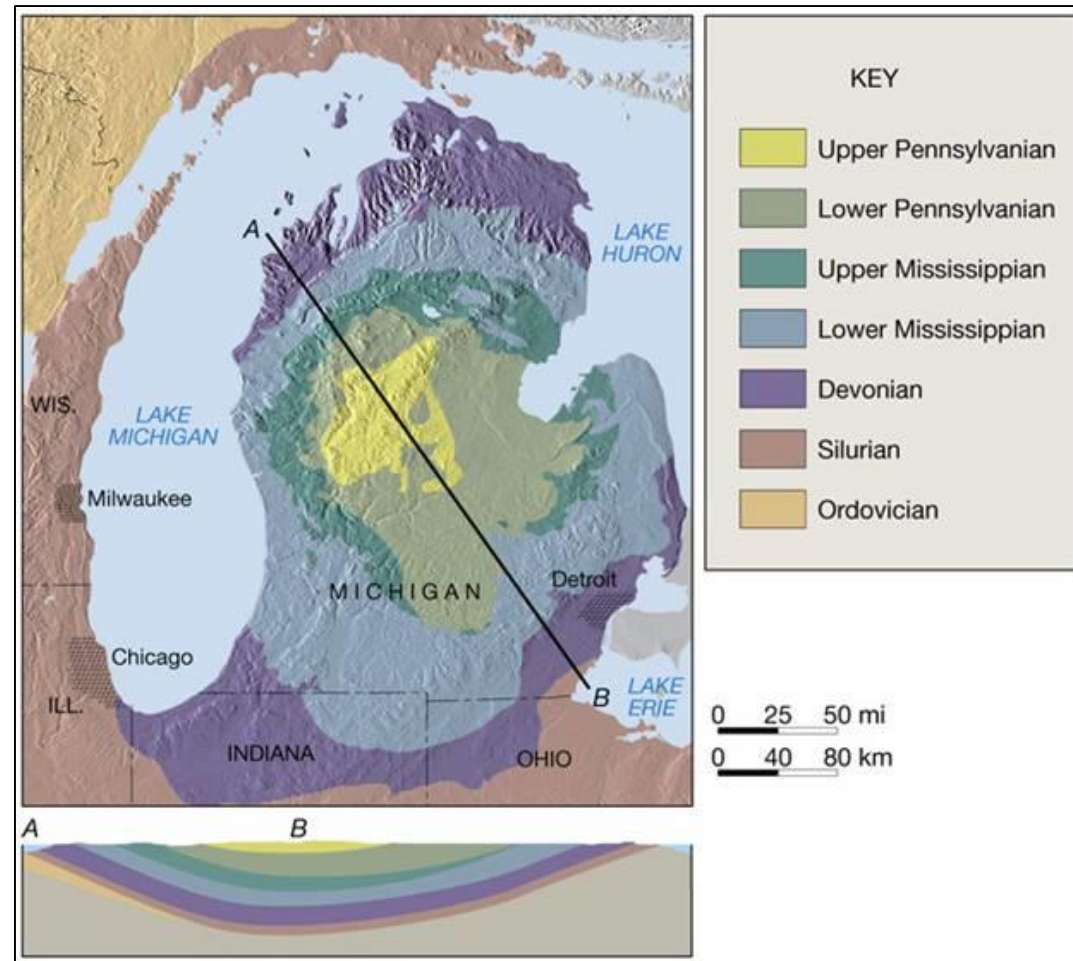 KEY
Upper Pennsylvanian
Lower Pennsylvanian
Upper Mississippian
Lower Mississippian
Devonian
Silurian
Ordovician
A
LAKE
HURON
WIS.
LAKE
MICHIGAN
Milwaukee
MICHIGAN
Detroit
Chicago
ILL.
B
LAKE
ERIE
INDIANA
OHIO
0 25 50 mi
0 40 80 km
A B